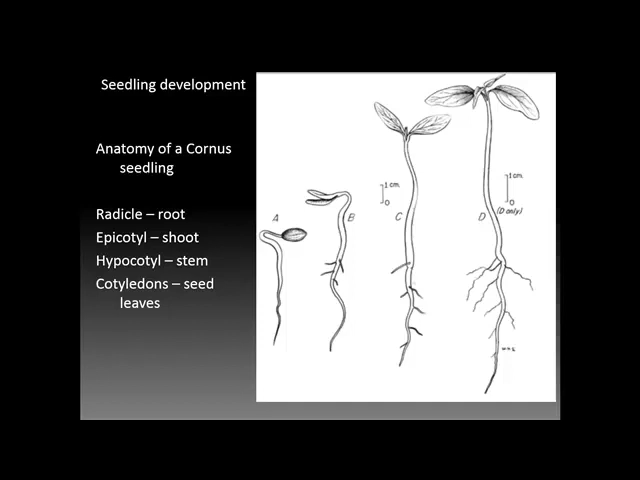 Seedling development
Anatomy of a Cornus
seedling
Radicle – root
Epicotyl – shoot
Hypocotyl – stem
Cotyledons – seed
leaves
A
B
1 cm.
0
C
D
1 cm.
0
(D only)